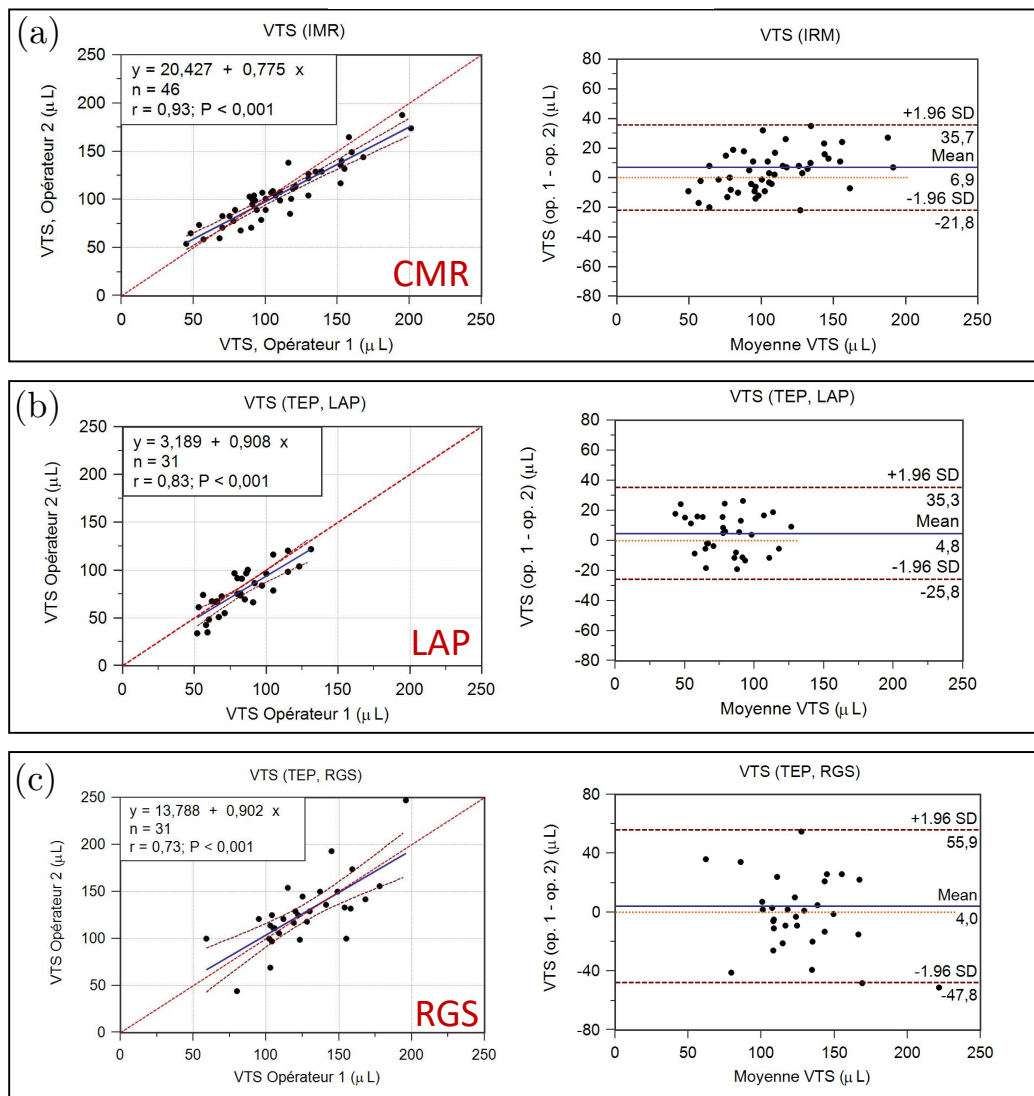 (a)
VTS (IMR)
y = 20,427 + 0,775 x
n = 46
r = 0,93; P < 0,001
VTS, Opérateur 2 (μ L)
250
200
150
100
50
0
0 50 100 150 200 250
VTS, Opérateur 1 (μ L)
CMR
VTS (IRM)
VTS (op. 1 - op. 2) (μ L)
80
60
40
20
0
-20
-40
-60
-80
+1.96 SD
35,7
Mean
6,9
-1.96 SD
-21,8
0 50 100 150 200 250
Moyenne VTS (μ L)
(b)
VTS (TEP, LAP)
y = 3,189 + 0,908 x
n = 31
r = 0,83; P < 0,001
VTS Opérateur 2 (μL)
250
200
150
100
50
0
0 50 100 150 200 250
VTS Opérateur 1 (μ L)
LAP
VTS (TEP, LAP)
VTS (op. 1 - op. 2) (μL)
80
60
40
20
0
-20
-40
-60
-80
+1.96 SD
35,3
Mean
4,8
-1.96 SD
-25,8
0 50 100 150 200 250
Moyenne VTS (μ L)
(c)
VTS (TEP, RGS)
y = 13,788 + 0,902 x
n = 31
r = 0,73; P < 0,001
VTS Opérateur 2 (μL)
250
200
150
100
50
0
0 50 100 150 200 250
VTS Opérateur 1 (μ L)
RGS
VTS (TEP, RGS)
VTS (op. 1 - op. 2) (μL)
80
40
0
-40
-80
+1.96 SD
55,9
Mean
4,0
-1.96 SD
-47,8
0 50 100 150 200 250
Moyenne VTS (μ L)